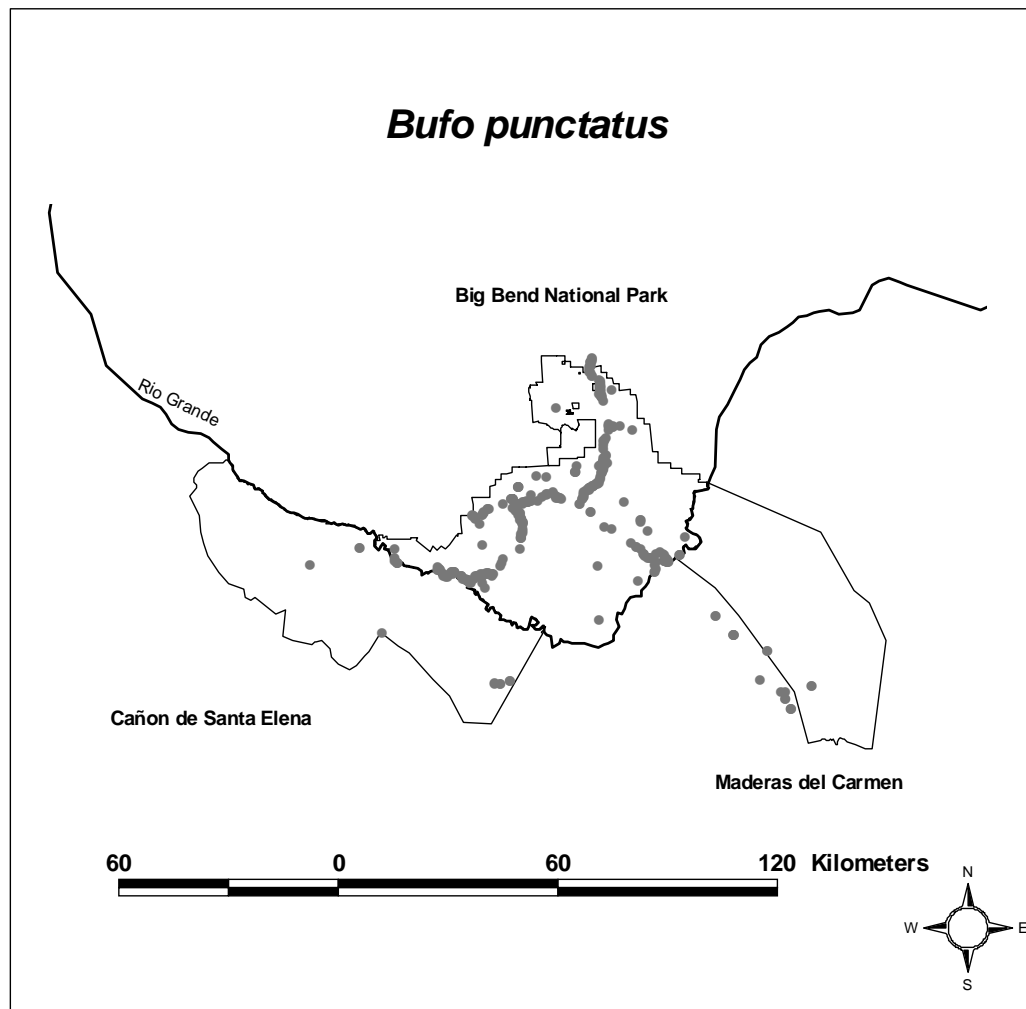 Bufo punctatus
Big Bend National Park
Rio Grande
Cañon de Santa Elena
Maderas del Carmen
60 0 60 120 Kilometers
N
W E
S